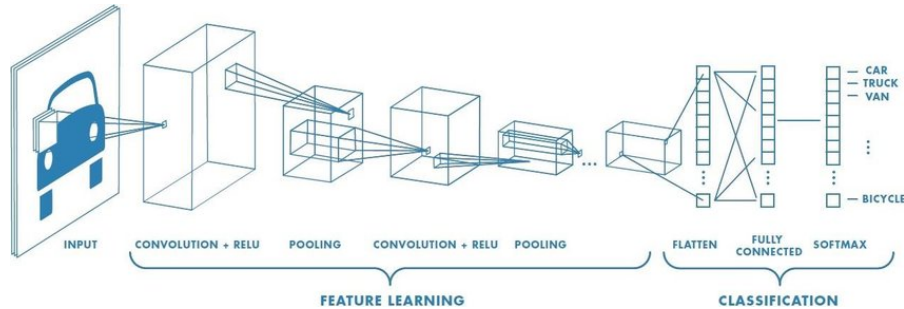 CAR
TRUCK
VAN
BICYCLE
INPUT
CONVOLUTION + RELU
POOLING
CONVOLUTION + RELU
POOLING
FLATTEN
FULLY
CONNECTED
SOFTMAX
FEATURE LEARNING
CLASSIFICATION